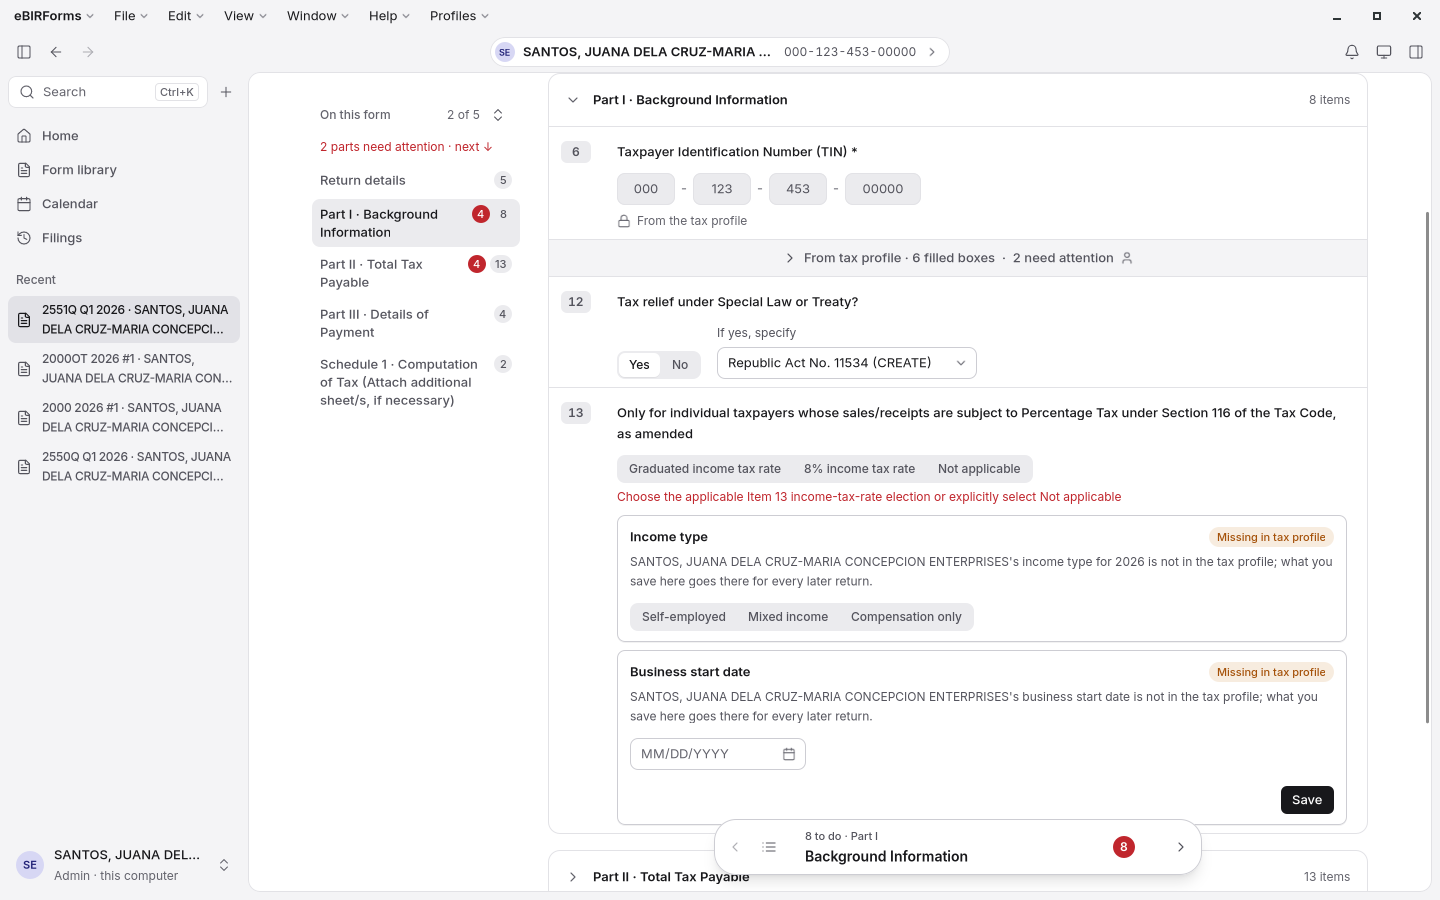 eBIRForms File Edit View Window Help Profiles
SE SANTOS, JUANA DELA CRUZ-MARIA ... 000-123-453-00000
Search Ctrl+K
Home
Form library
Calendar
Filings
Recent
2551Q Q1 2026 · SANTOS, JUANA
DELA CRUZ-MARIA CONCEPCI...
2000OT 2026 #1 · SANTOS,
JUANA DELA CRUZ-MARIA CON...
2000 2026 #1 · SANTOS, JUANA
DELA CRUZ-MARIA CONCEPCI...
2550Q Q1 2026 · SANTOS, JUANA
DELA CRUZ-MARIA CONCEPCI...
SE SANTOS, JUANA DEL...
Admin · this computer
On this form 2 of 5
2 parts need attention · next ↓
Return details 5
Part I · Background 4 8
Information
Part II · Total Tax 4 13
Payable
Part III · Details of 4
Payment
Schedule 1 · Computation 2
of Tax (Attach additional
sheet/s, if necessary)
Part I · Background Information 8 items
6 Taxpayer Identification Number (TIN) *
000 - 123 - 453 - 00000
From the tax profile
From tax profile · 6 filled boxes · 2 need attention
12 Tax relief under Special Law or Treaty?
If yes, specify
Yes No Republic Act No. 11534 (CREATE)
13 Only for individual taxpayers whose sales/receipts are subject to Percentage Tax under Section 116 of the Tax Code,
as amended
Graduated income tax rate 8% income tax rate Not applicable
Choose the applicable Item 13 income-tax-rate election or explicitly select Not applicable
Income type Missing in tax profile
SANTOS, JUANA DELA CRUZ-MARIA CONCEPCION ENTERPRISES's income type for 2026 is not in the tax profile; what you
save here goes there for every later return.
Self-employed Mixed income Compensation only
Business start date Missing in tax profile
SANTOS, JUANA DELA CRUZ-MARIA CONCEPCION ENTERPRISES's business start date is not in the tax profile; what you
save here goes there for every later return.
MM/DD/YYYY
Save
8 to do · Part I
Background Information 8
Part II · Total Tax Payable 13 items